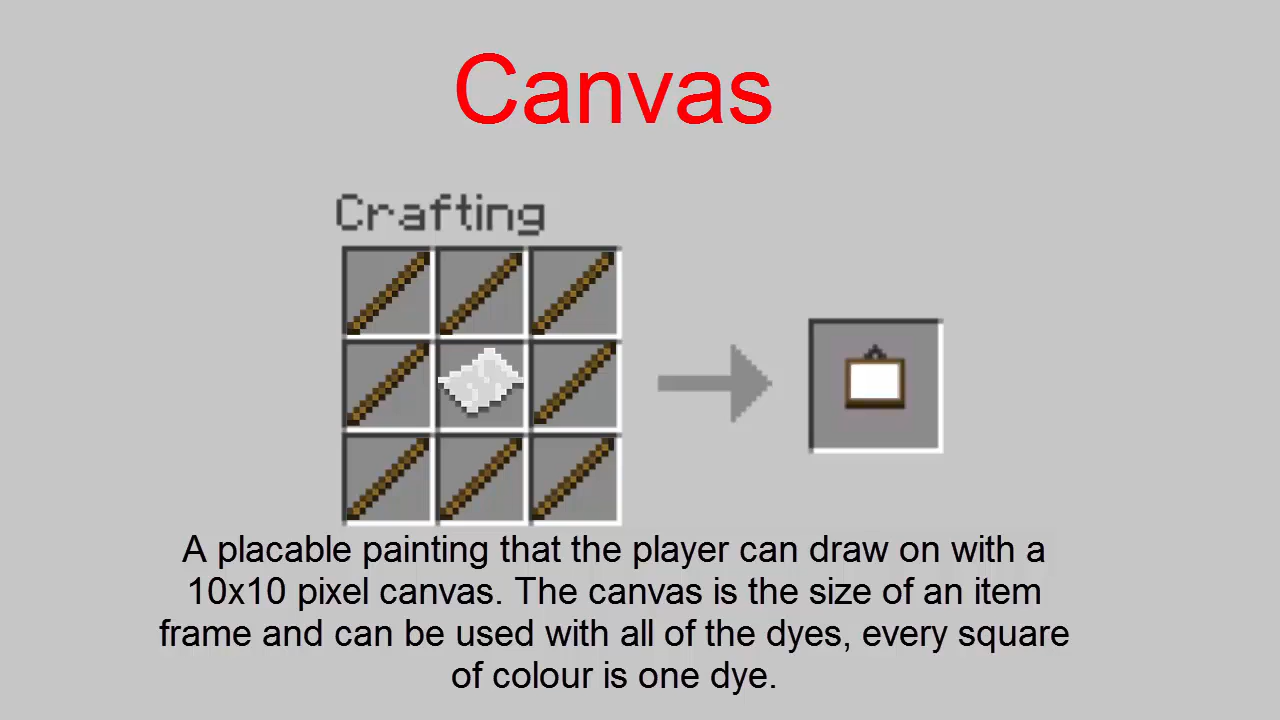 Canvas
Crafting
A placable painting that the player can draw on with a
10x10 pixel canvas. The canvas is the size of an item
frame and can be used with all of the dyes, every square
of colour is one dye.